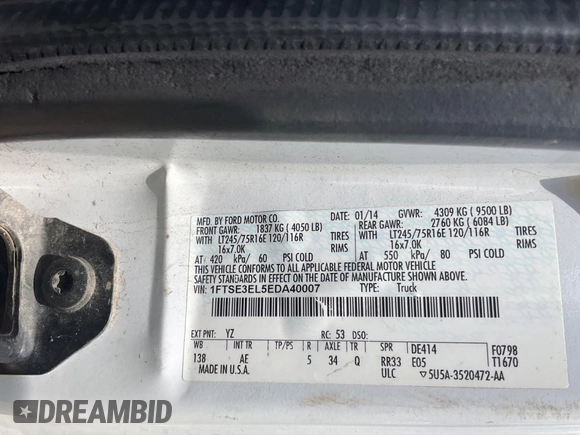 MFD. BY FORD MOTOR CO. 01/14 GVWR: 4309 KG ( 9500 LB)
FRONT GAWR: 1837 KG ( 4050 LB) REAR GAWR: 2760 KG ( 6084 LB)
WITH LT245/75R16E 120/116R TIRES WITH LT245/75R16E 120/116R TIRES
16x7.0K RIMS 16x7.0K RIMS
AT 420 kPa/ 60 PSI COLD AT 550 kPa/ 80 PSI COLD
THIS VEHICLE CONFORMS TO ALL APPLICABLE FEDERAL MOTOR VEHICLE
SAFETY STANDARDS IN EFFECT ON THE DATE OF MANUFACTURE SHOWN ABOVE.
VIN: 1FTSE3EL5EDA40007 TYPE: Truck
EXT PNT: YZ RC: 53 DSO:
WB BRK INT TR TP/PS R AXLE TR SPR DE414 F0798
138 AE 5 34 Q RR33 E05 T1670
MADE IN U.S.A. ULC ▽5U5A-3520472-AA
DREAMBID
COLLECT CARS